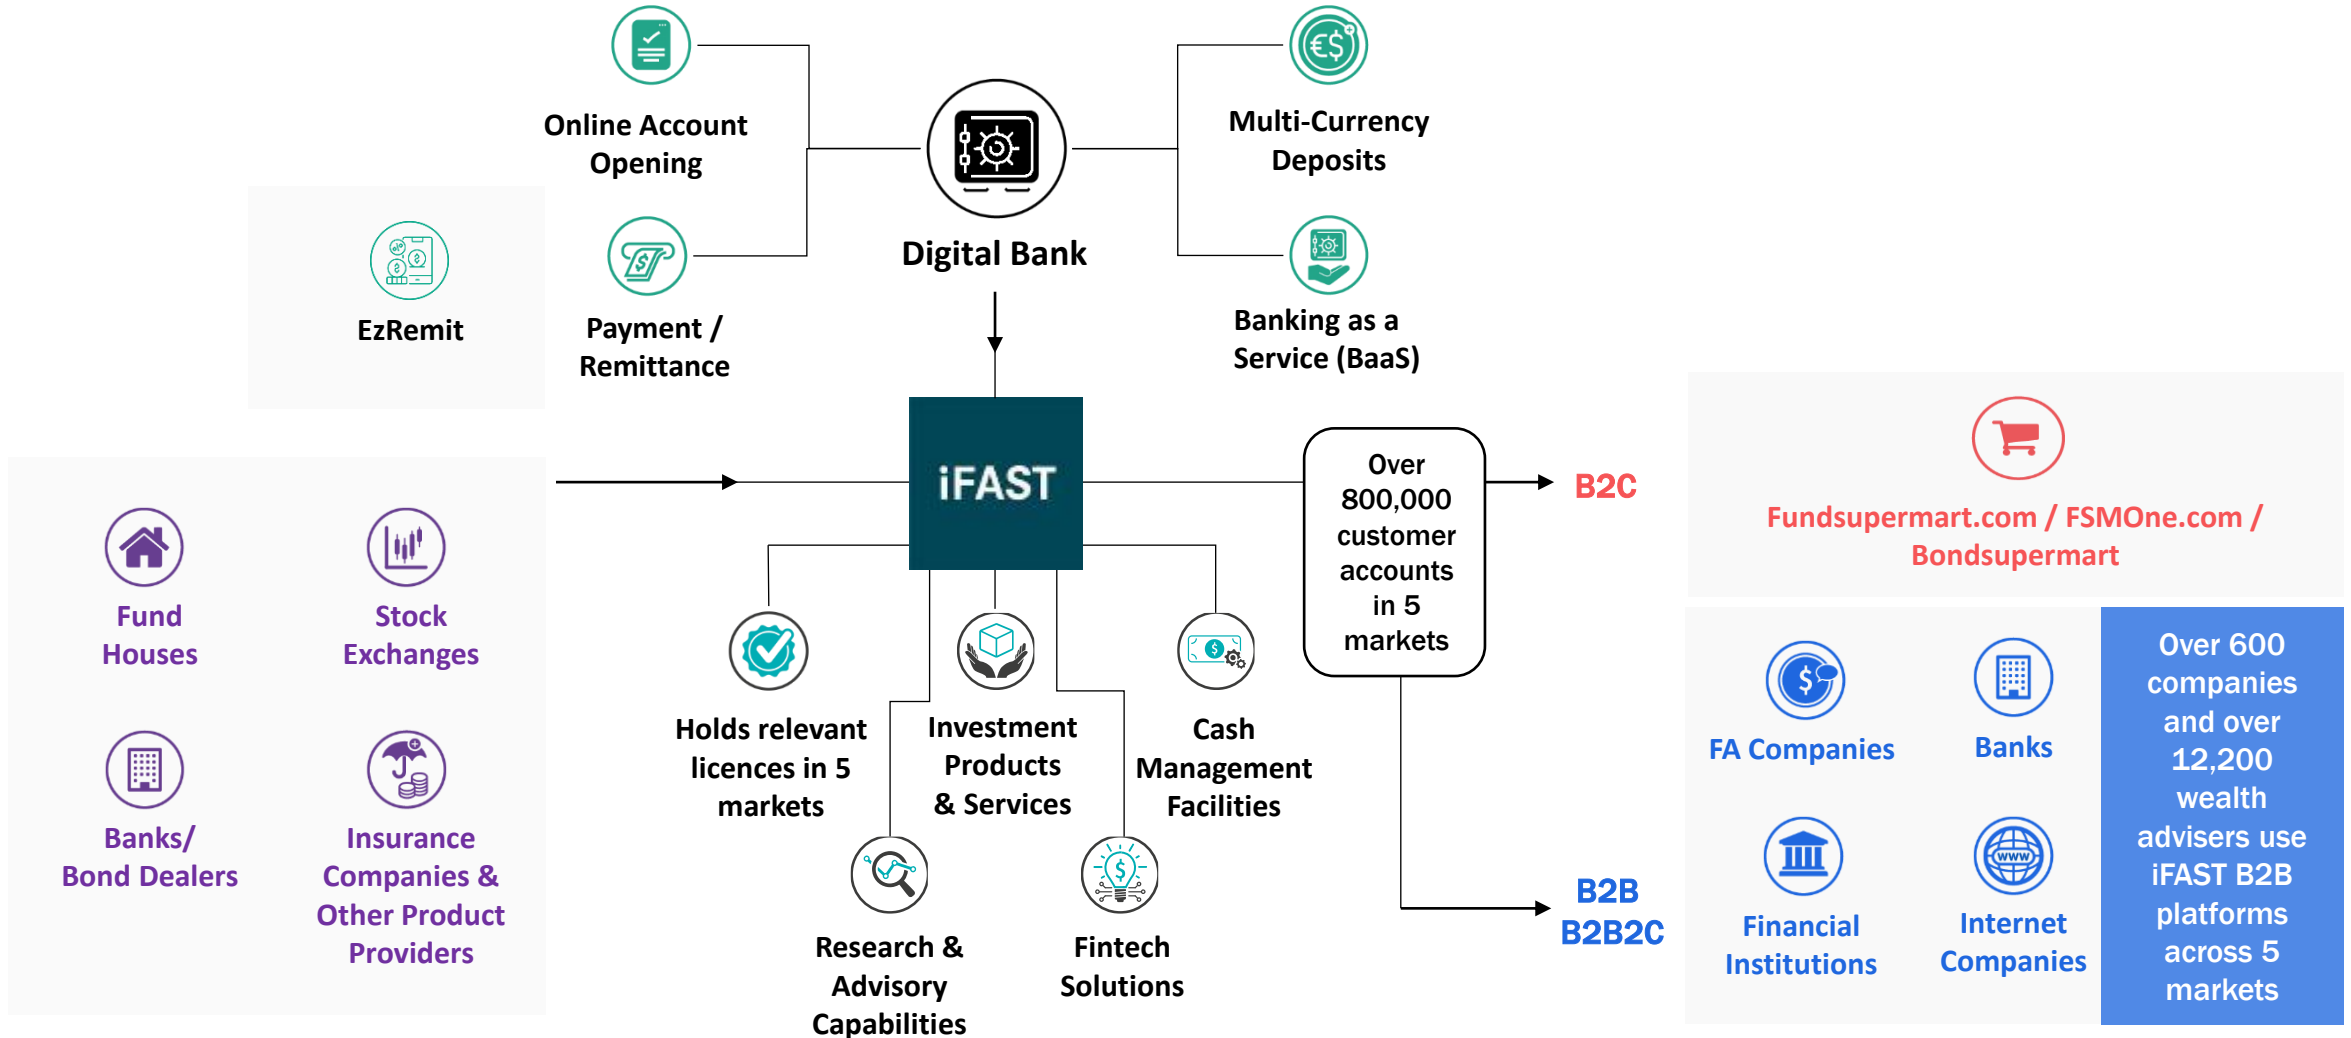 Online Account
Opening
Multi-Currency
Deposits
Digital Bank
EzRemit
Payment /
Remittance
Banking as a
Service (BaaS)
iFAST
Over
800,000
customer
accounts
in 5
markets
B2C
Fundsupermart.com / FSMOne.com /
Bondsupermart
Fund
Houses
Stock
Exchanges
Banks/
Bond Dealers
Insurance
Companies &
Other Product
Providers
Holds relevant
licences in 5
markets
Investment
Products
& Services
Cash
Management
Facilities
Research &
Advisory
Capabilities
Fintech
Solutions
B2B
B2B2C
FA Companies
Banks
Financial
Institutions
WWW
Internet
Companies
Over 600
companies
and over
12,200
wealth
advisers use
iFAST B2B
platforms
across 5
markets